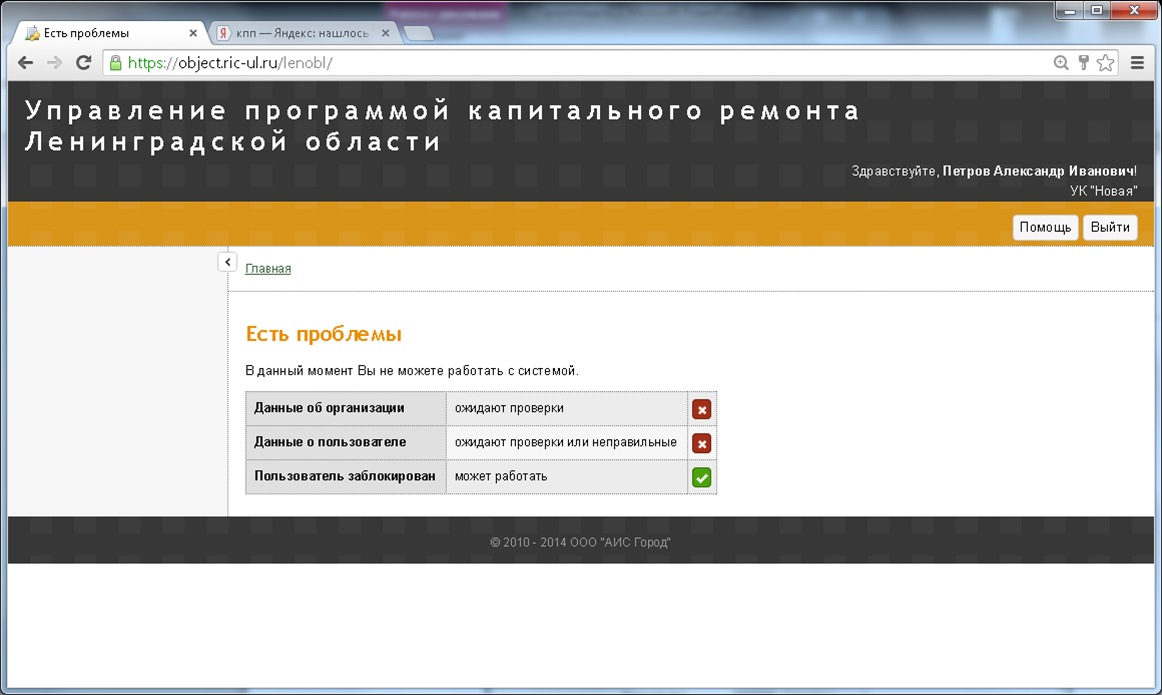 Есть проблемы
кпп — Яндекс: нашлось
https://object.ric-ul.ru/lenobl/
Управление программой капитального ремонта
Ленинградской области
Здравствуйте, Петров Александр Иванович!
УК "Новая"
Помощь Выйти
Главная
Есть проблемы
В данный момент Вы не можете работать с системой.
Данные об организации ожидают проверки
Данные о пользователе ожидают проверки или неправильные
Пользователь заблокирован может работать
© 2010 - 2014 ООО "АИС Город"